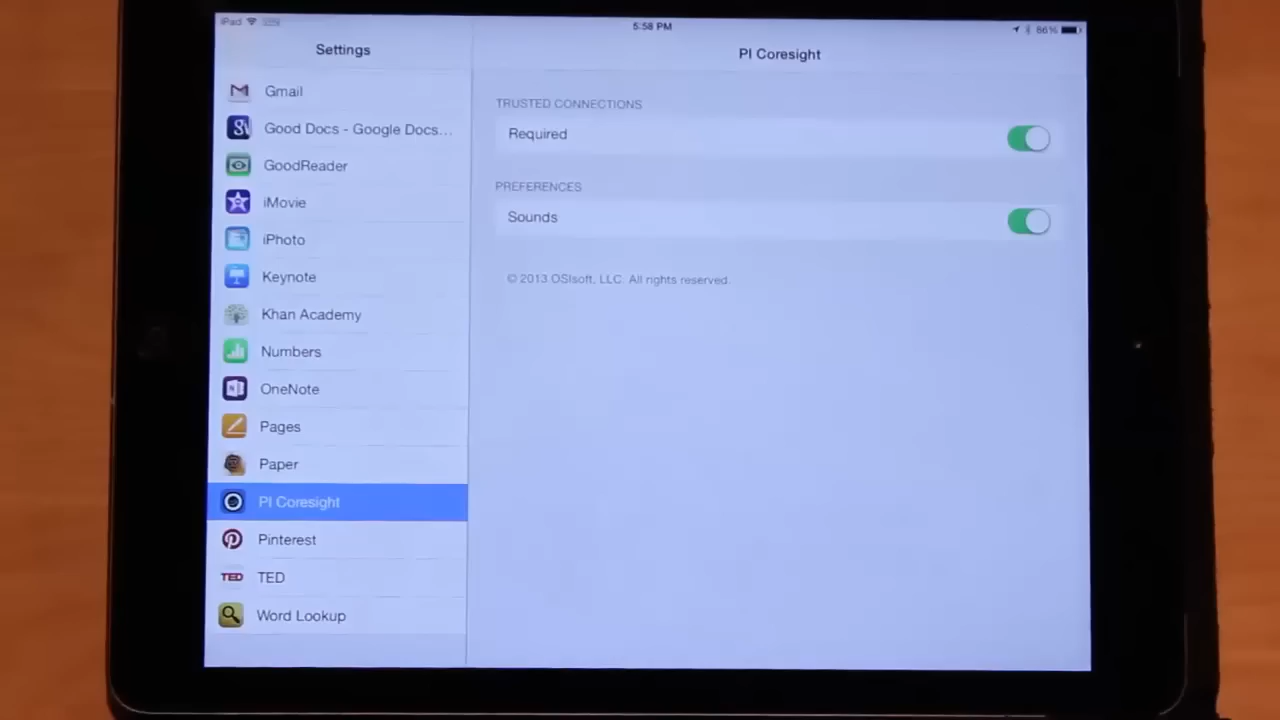 iPad
5:58 PM
86%
Settings
PI Coresight
Gmail
Good Docs - Google Docs...
GoodReader
iMovie
iPhoto
Keynote
Khan Academy
Numbers
OneNote
Pages
Paper
PI Coresight
Pinterest
TED
TED
Word Lookup
TRUSTED CONNECTIONS
Required
PREFERENCES
Sounds
© 2013 OSIsoft, LLC. All rights reserved.